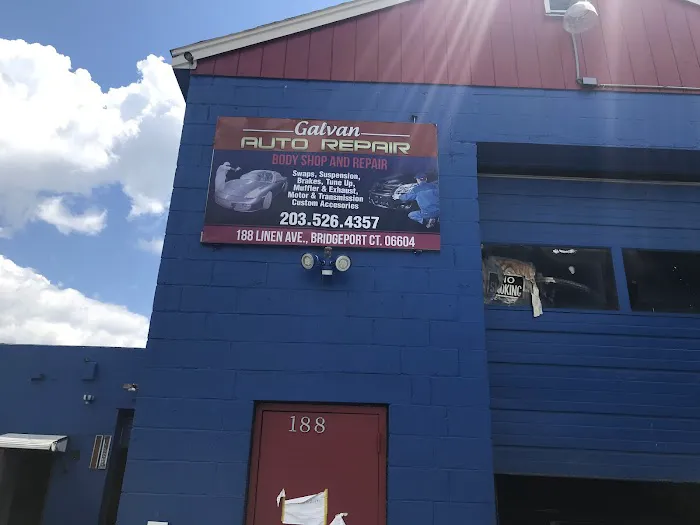 Galvan
AUTO REPAIR
BODY SHOP AND REPAIR
Swaps, Suspension,
Brakes, Tune Up,
Muffler & Exhaust,
Motor & Transmission
Custom Accesories
203.526.4357
188 LINEN AVE., BRIDGEPORT CT. 06604
NO
188